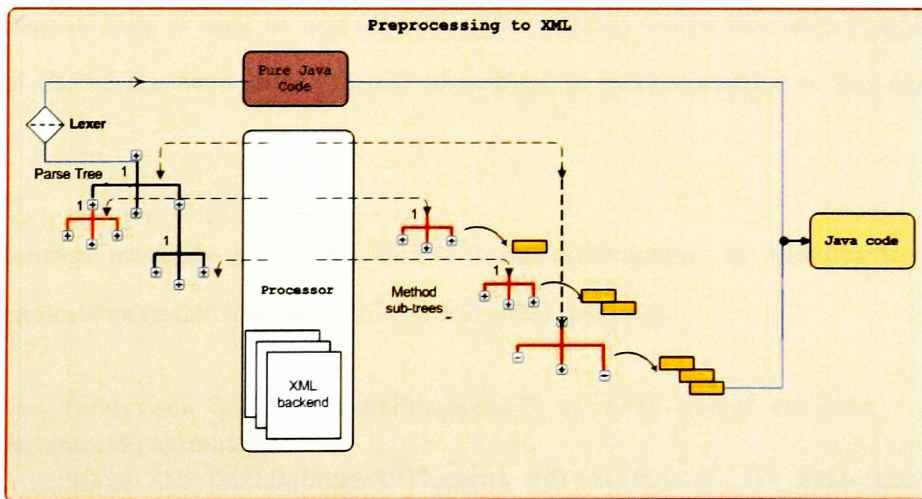 Preprocessing to XML
Pure Java
Code
Lexer
Parse Tree
1
1
1
1
1
Processor
Method
sub-trees
XML
backend
Java code